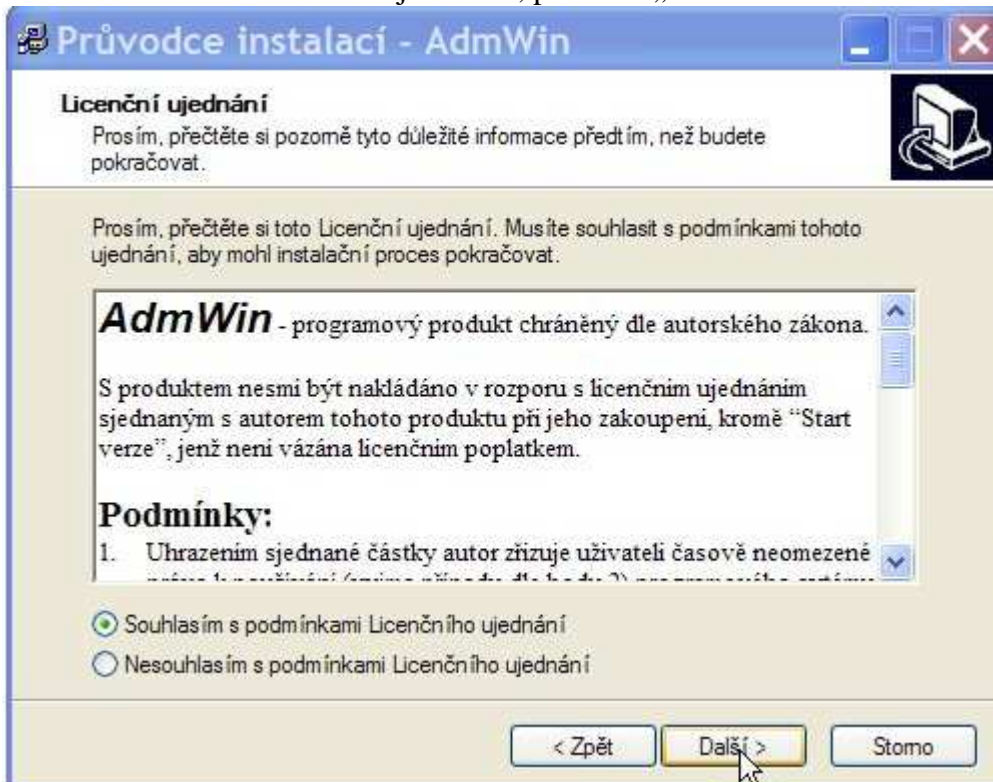 Průvodce instalací - AdmWin
Licenční ujednání
Prosím, přečtěte si pozorně tyto důležité informace předtím, než budete
pokračovat.
Prosím, přečtěte si toto Licenční ujednání. Musíte souhlasit s podmínkami tohoto
ujednání, aby mohl instalační proces pokračovat.
AdmWin - programový produkt chráněný dle autorského zákona.
S produktem nesmí být nakládáno v rozporu s licenčním ujednáním
sjednaným s autorem tohoto produktu při jeho zakoupení, kromě “Start
verze”, jenž není vázána licenčním poplatkem.
Podmínky:
1. Uhrazením sjednané částky autor zřizuje uživateli časově neomezené
Souhlasím s podmínkami Licenčního ujednání
Nesouhlasím s podmínkami Licenčního ujednání
< Zpět
Další >
Storno